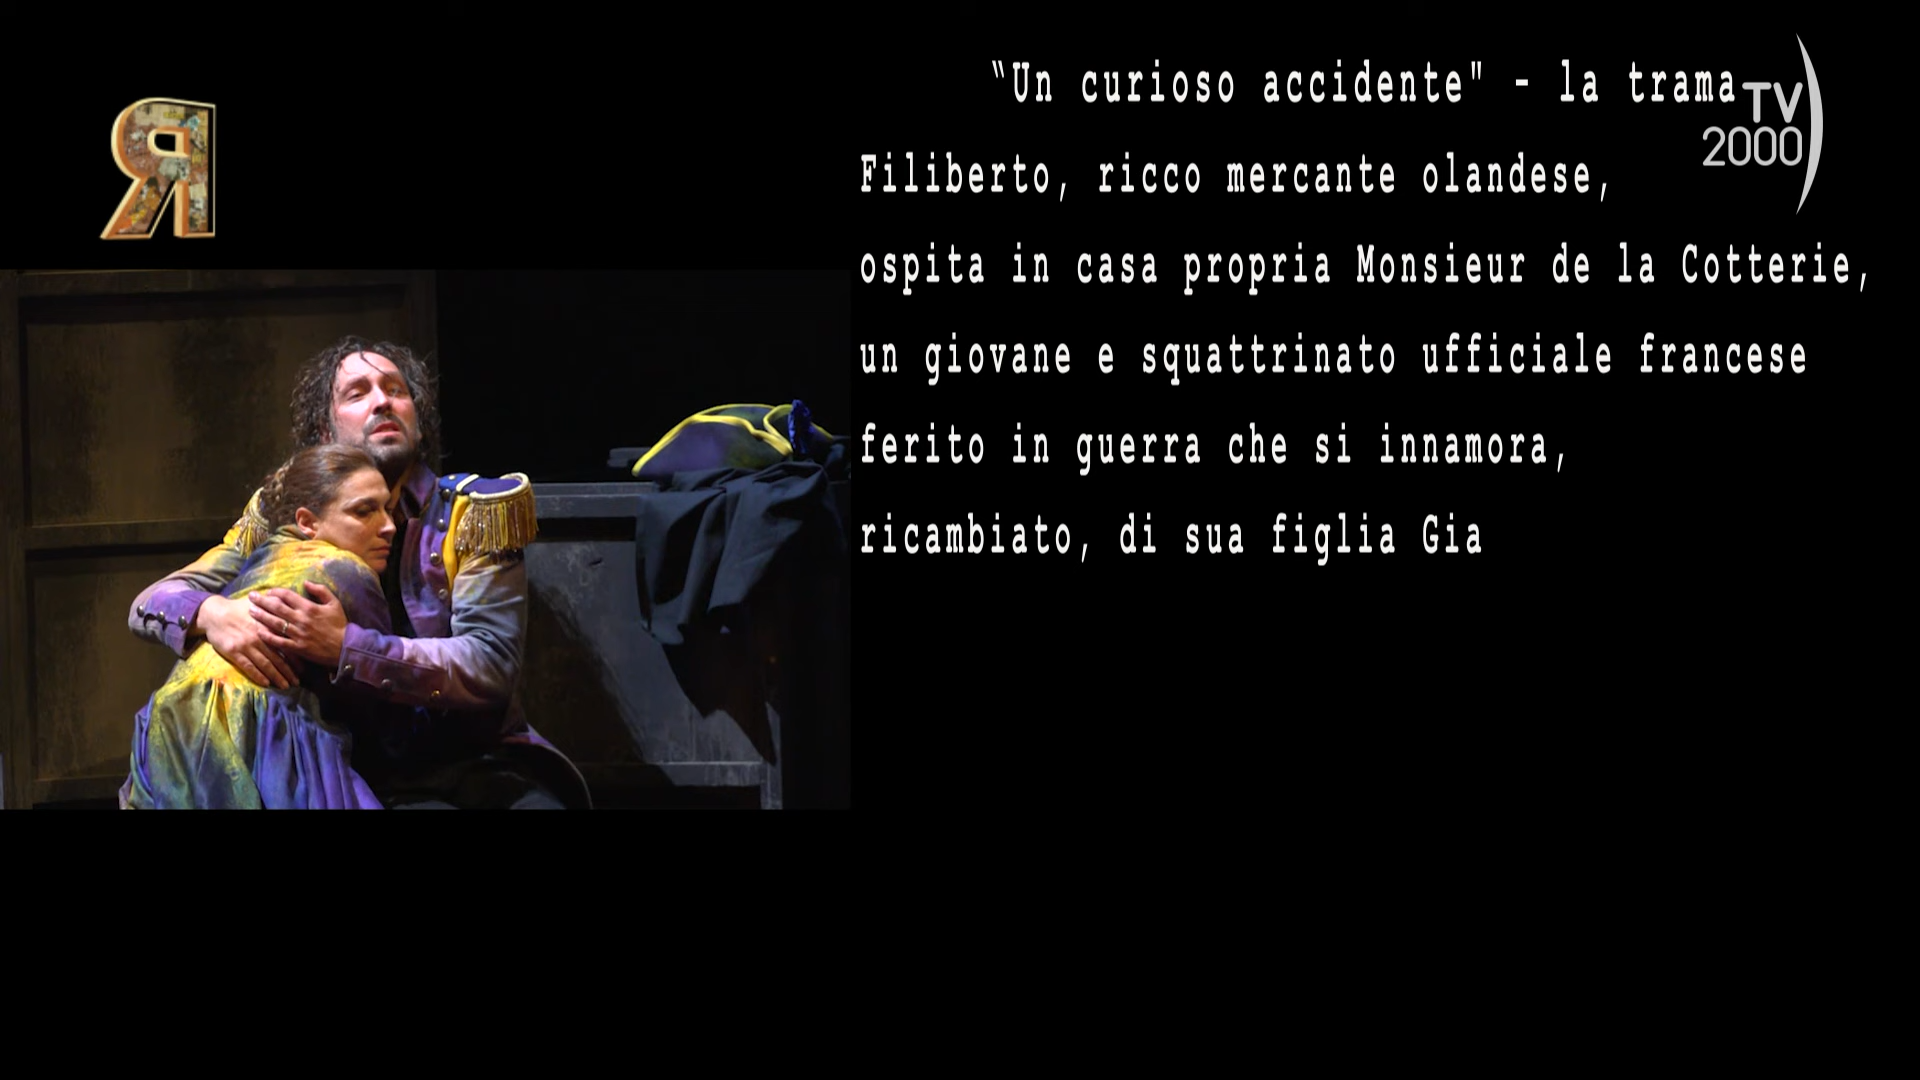 “Un curioso accidente" - la trama
TV
2000
Filiberto, ricco mercante olandese,
ospita in casa propria Monsieur de la Cotterie,
un giovane e squattrinato ufficiale francese
ferito in guerra che si innamora,
ricambiato, di sua figlia Gia